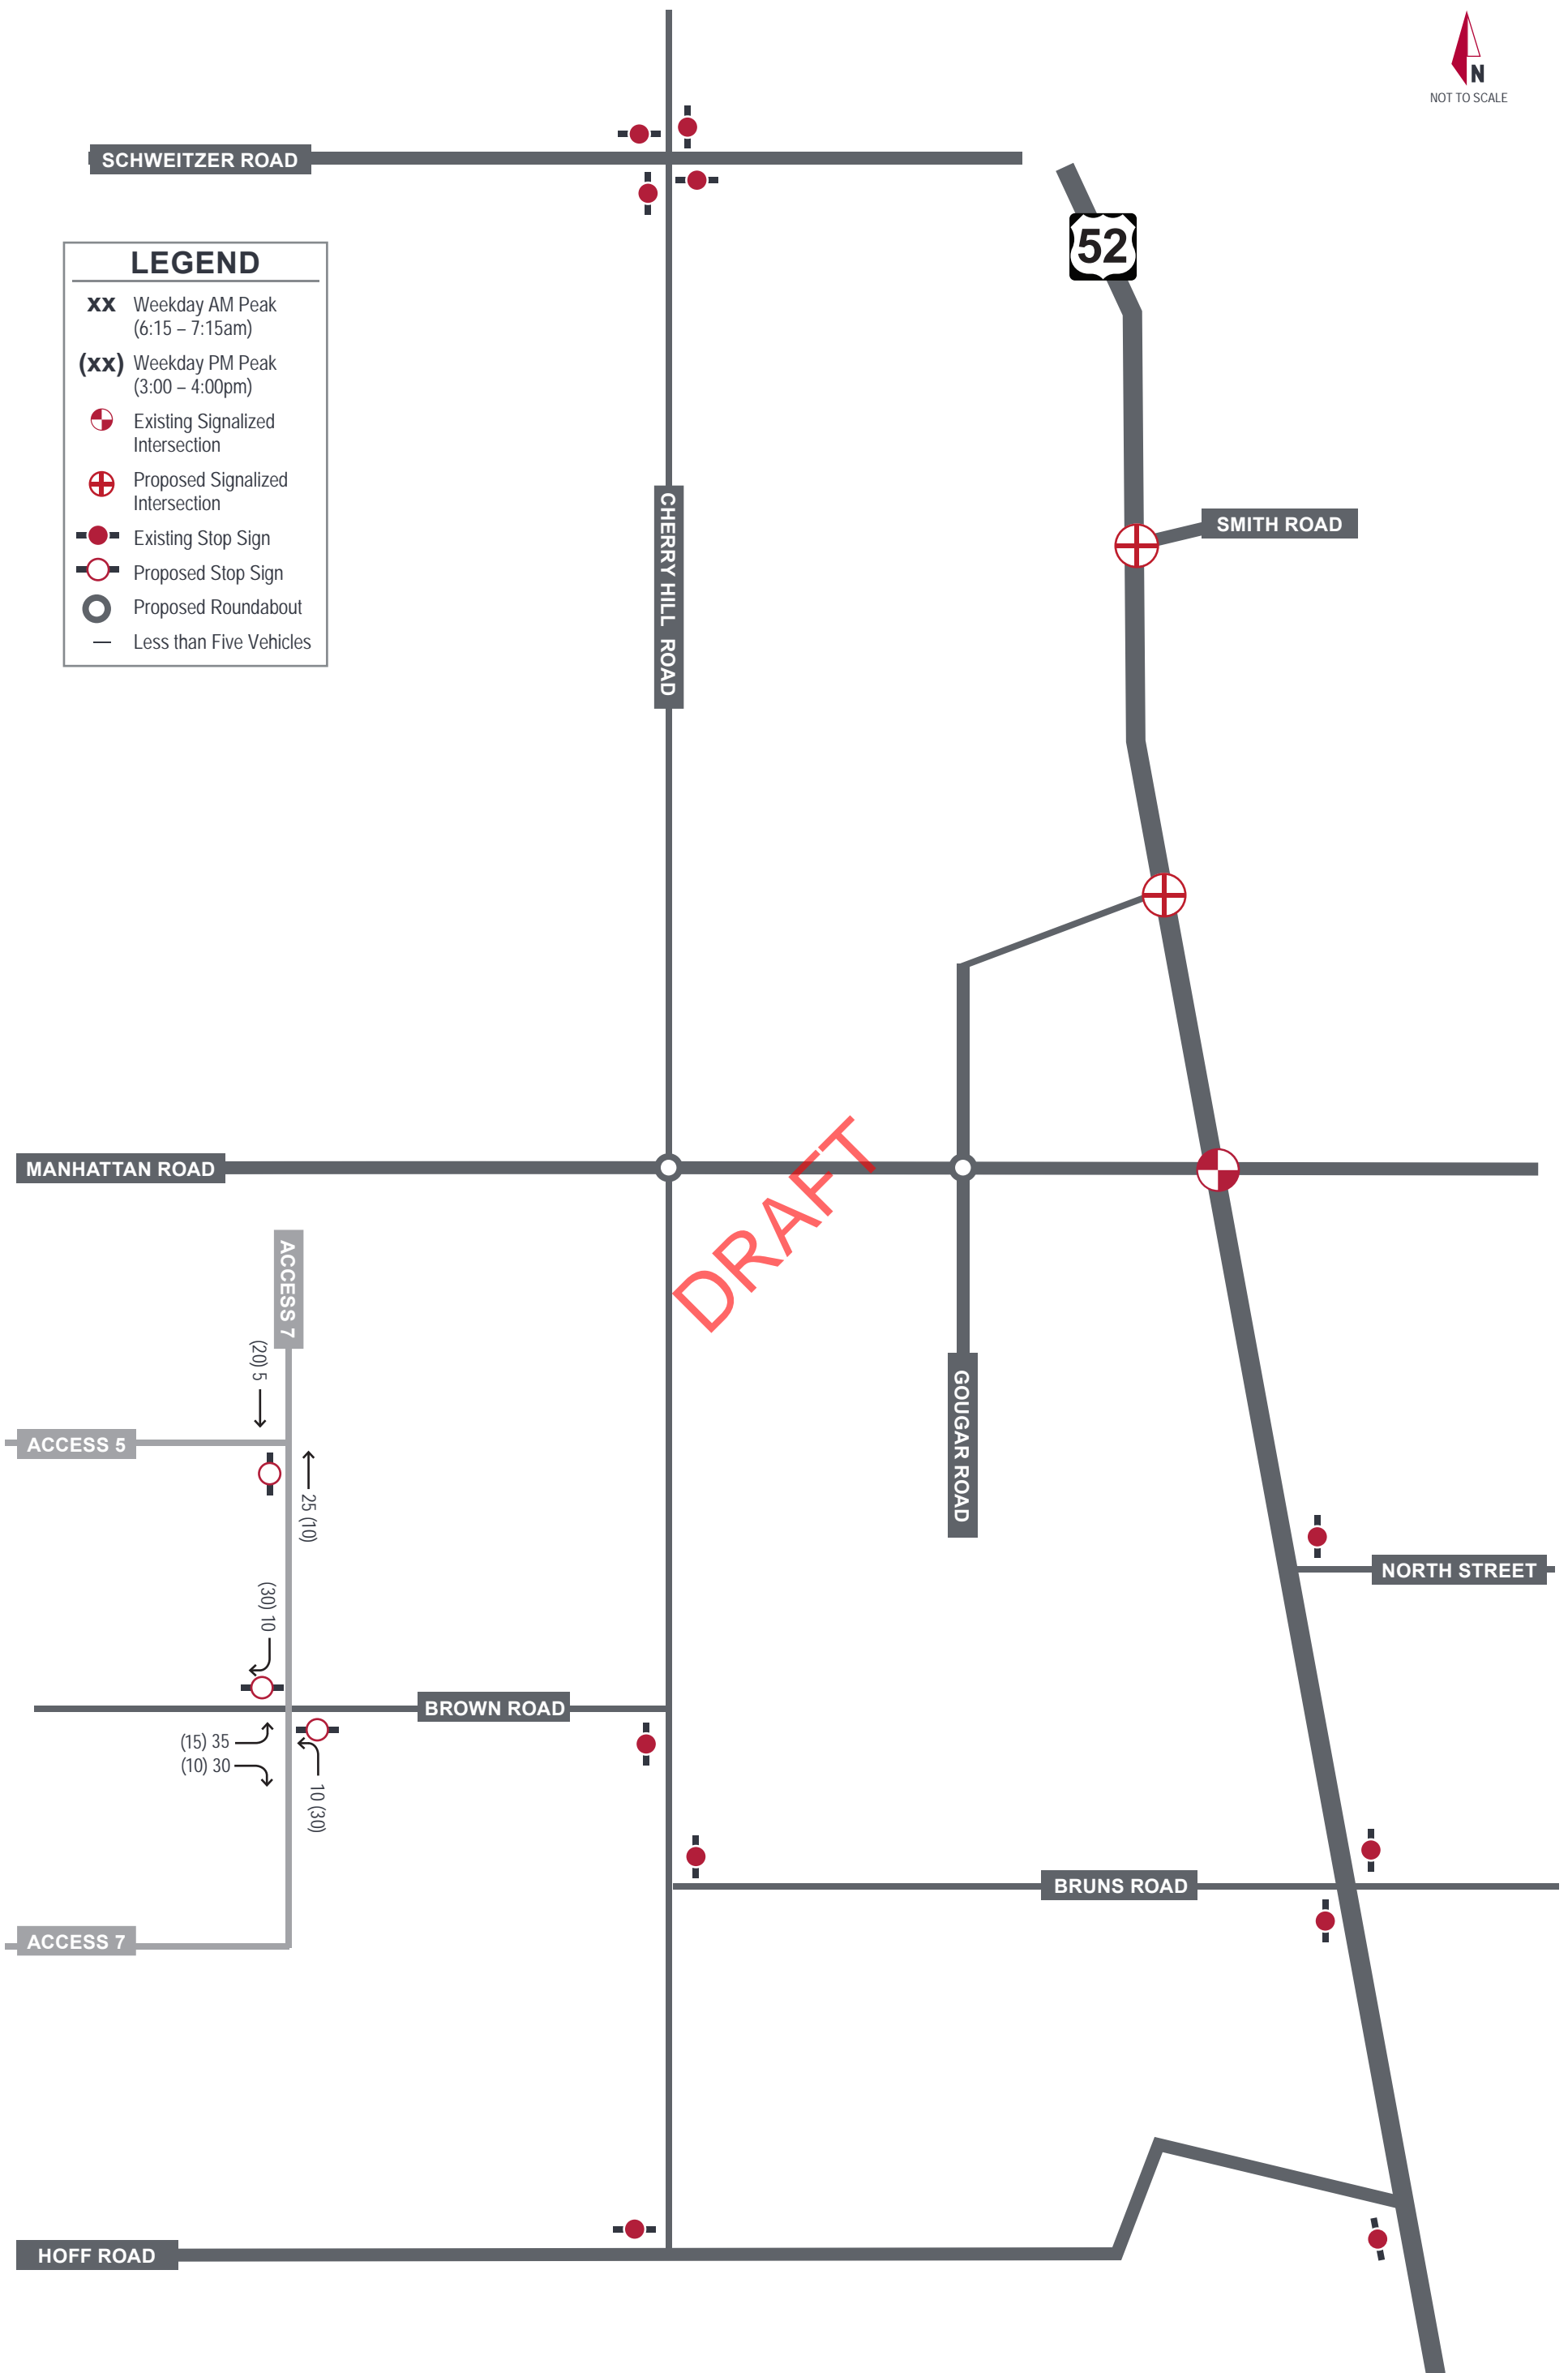 N
NOT TO SCALE
SCHWEITZER ROAD
52
LEGEND
xx Weekday AM Peak
(6:15 – 7:15am)
(xx) Weekday PM Peak
(3:00 – 4:00pm)
Existing Signalized
Intersection
Proposed Signalized
Intersection
Existing Stop Sign
Proposed Stop Sign
Proposed Roundabout
Less than Five Vehicles
CHERRY HILL ROAD
SMITH ROAD
MANHATTAN ROAD
DRAFT
ACCESS 7
(20) 5
ACCESS 5
25 (10)
GOUGAR ROAD
NORTH STREET
(30) 10
BROWN ROAD
(15) 35
(10) 30
10 (30)
BRUNS ROAD
ACCESS 7
HOFF ROAD